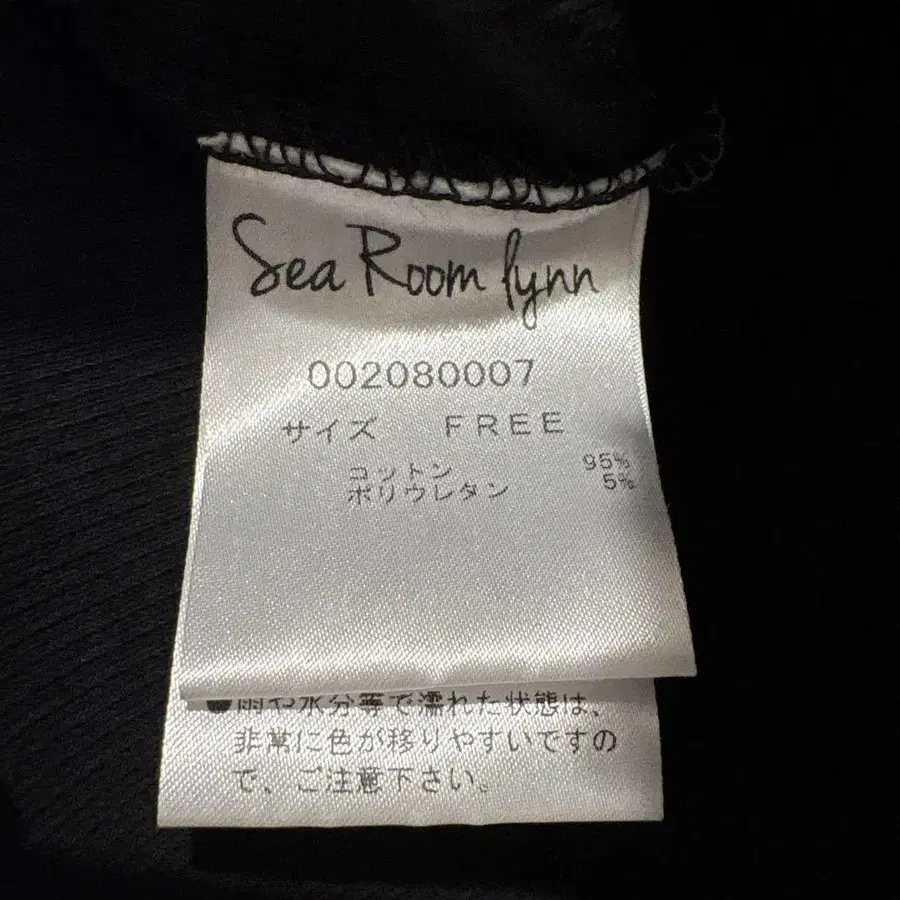 Sea Room lynn
002080007
サイズ FREE
コットン 95%
ポリウレタン 5%
●雨や水分等で濡れた状態は、
非常に色が移りやすいですの
で、ご注意下さい。